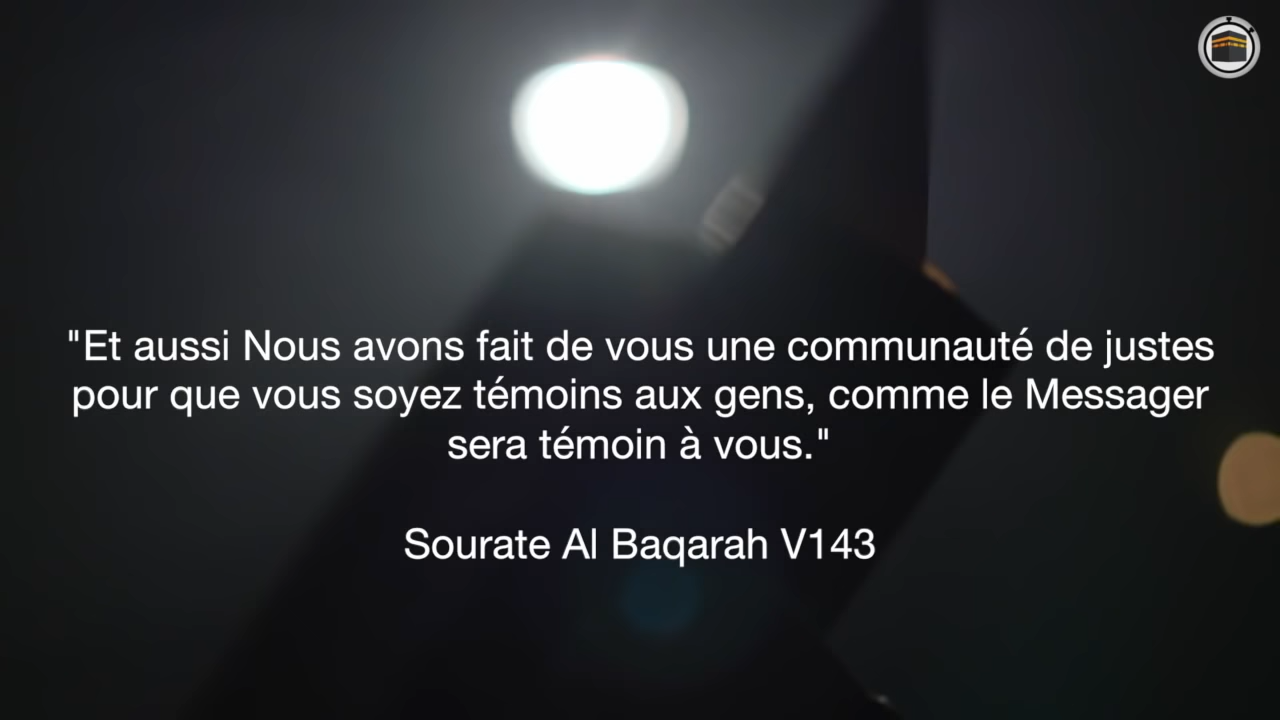 "Et aussi Nous avons fait de vous une communauté de justes
pour que vous soyez témoins aux gens, comme le Messager
sera témoin à vous."
Sourate Al Baqarah V143